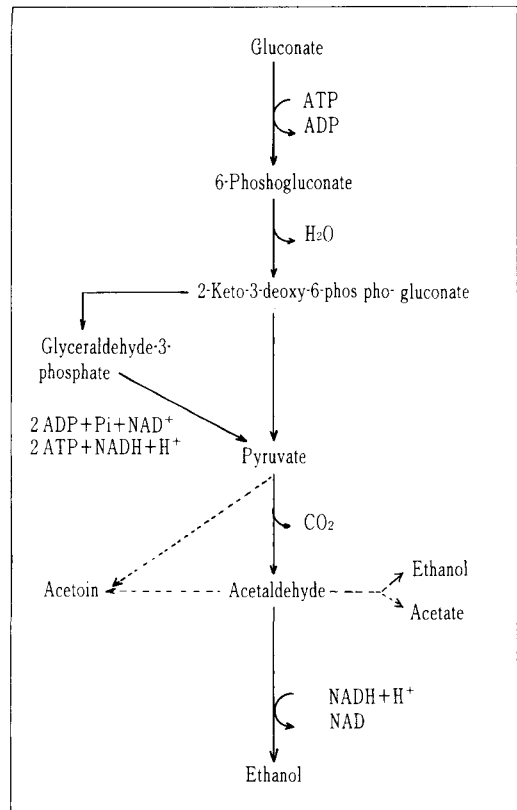 Gluconate
ATP
ADP
6-Phoshogluconate
H₂O
2-Keto-3-deoxy-6-phos pho- gluconate
Glyceraldehyde-3-
phosphate
2 ADP+Pi+NAD⁺
2 ATP+NADH+H⁺
Pyruvate
CO₂
Acetoin
Acetaldehyde
Ethanol
Acetate
NADH+H⁺
NAD
Ethanol